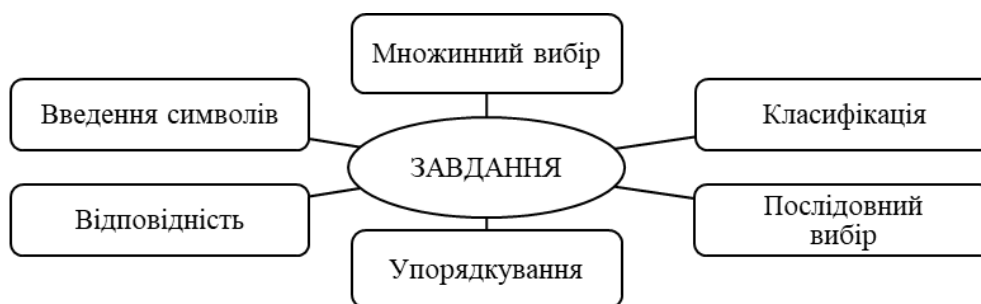 Множинний вибір
Введення символів
Класифікація
ЗАВДАННЯ
Відповідність
Послідовний
вибір
Упорядкування